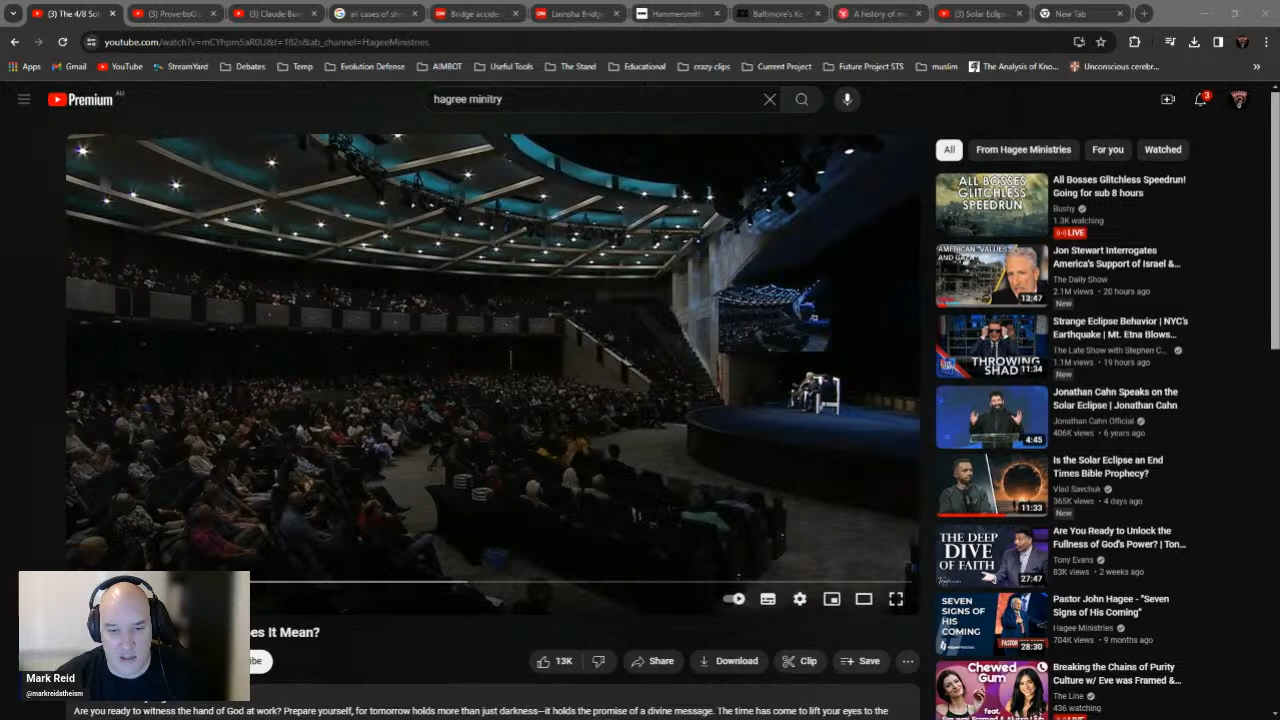 (3) The 4/8 So
(3) ProverbsG
(3) Claude Baw
all cases of sh
Bridge accide
Lixinsha Bridg
Hammersmith
Baltimore's Ke
A history of m
(3) Solar Eclips
New Tab
youtube.com/watch?v=mCYhpm5aR0U&t=182s&ab_channel=HageeMinistries
Apps
Gmail
YouTube
StreamYard
Debates
Temp
Evolution Defense
AIMBOT
Useful Tools
The Stand
Educational
crazy clips
Current Project
Future Project STS
muslim
The Analysis of Kno...
Unconscious cerebr...
»
Premium AU
hagree minitry
3
All
From Hagee Ministries
For you
Watched
ALL BOSSES
GLITCHLESS
SPEEDRUN
All Bosses Glitchless Speedrun!
Going for sub 8 hours
Bushy
1.3K watching
LIVE
AMERICAN "VALUES"
AND GAZA
13:47
Jon Stewart Interrogates
America's Support of Israel &...
The Daily Show
2.1M views • 20 hours ago
New
THROWING
SHAD
11:34
Strange Eclipse Behavior | NYC's
Earthquake | Mt. Etna Blows...
The Late Show with Stephen C...
1.1M views • 19 hours ago
New
4:45
Jonathan Cahn Speaks on the
Solar Eclipse | Jonathan Cahn
Jonathan Cahn Official
406K views • 6 years ago
11:33
Is the Solar Eclipse an End
Times Bible Prophecy?
Vlad Savchuk
365K views • 4 days ago
New
THE DEEP
DIVE
OF FAITH
27:47
Are You Ready to Unlock the
Fullness of God's Power? | Ton...
Tony Evans
83K views • 2 weeks ago
SEVEN
SIGNS OF
HIS
COMING
PASTOR
28:30
Pastor John Hagee - "Seven
Signs of His Coming"
Hagee Ministries
704K views • 9 months ago
Chewed
Gum
feat.
Breaking the Chains of Purity
Culture w/ Eve was Framed &...
The Line
436 watching
es It Mean?
be
13K
Share
Download
Clip
Save
Mark Reid
@markreidatheism
Are you ready to witness the hand of God at work? Prepare yourself, for tomorrow holds more than just darkness—it holds the promise of a divine message. The time has come to lift your eyes to the